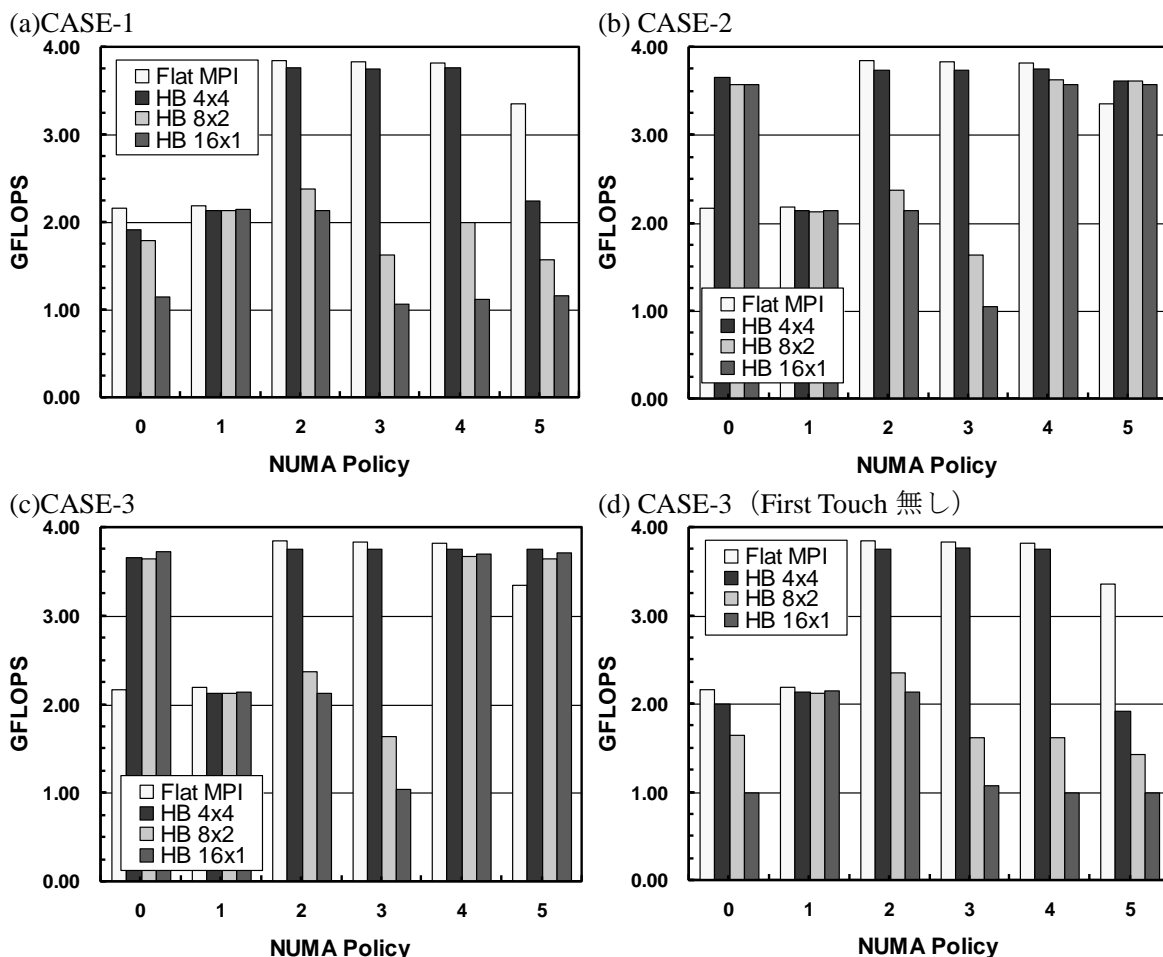 (a)CASE-1
4.00
3.00
2.00
1.00
0.00
GFLOPS
Flat MPI
HB 4x4
HB 8x2
HB 16x1
0 1 2 3 4 5
NUMA Policy
(b) CASE-2
4.00
3.00
2.00
1.00
0.00
GFLOPS
Flat MPI
HB 4x4
HB 8x2
HB 16x1
0 1 2 3 4 5
NUMA Policy
(c)CASE-3
4.00
3.00
2.00
1.00
0.00
GFLOPS
Flat MPI
HB 4x4
HB 8x2
HB 16x1
0 1 2 3 4 5
NUMA Policy
(d) CASE-3（First Touch 無し）
4.00
3.00
2.00
1.00
0.00
GFLOPS
Flat MPI
HB 4x4
HB 8x2
HB 16x1
0 1 2 3 4 5
NUMA Policy